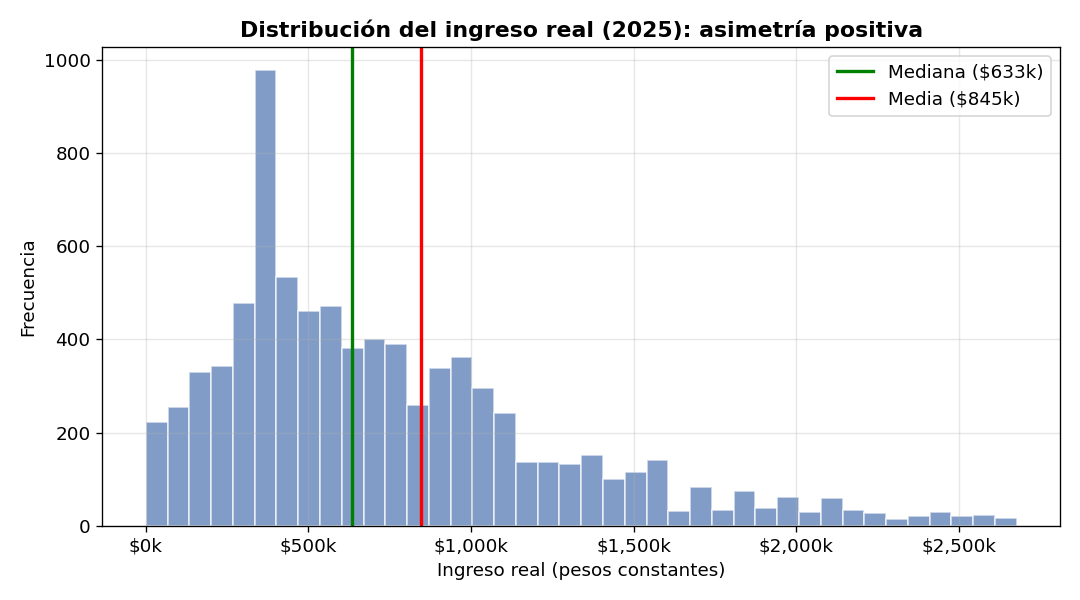 Distribución del ingreso real (2025): asimetría positiva
Mediana ($633k)
Media ($845k)
Frecuencia
1000
800
600
400
200
0
$0k
$500k
$1,000k
$1,500k
$2,000k
$2,500k
Ingreso real (pesos constantes)